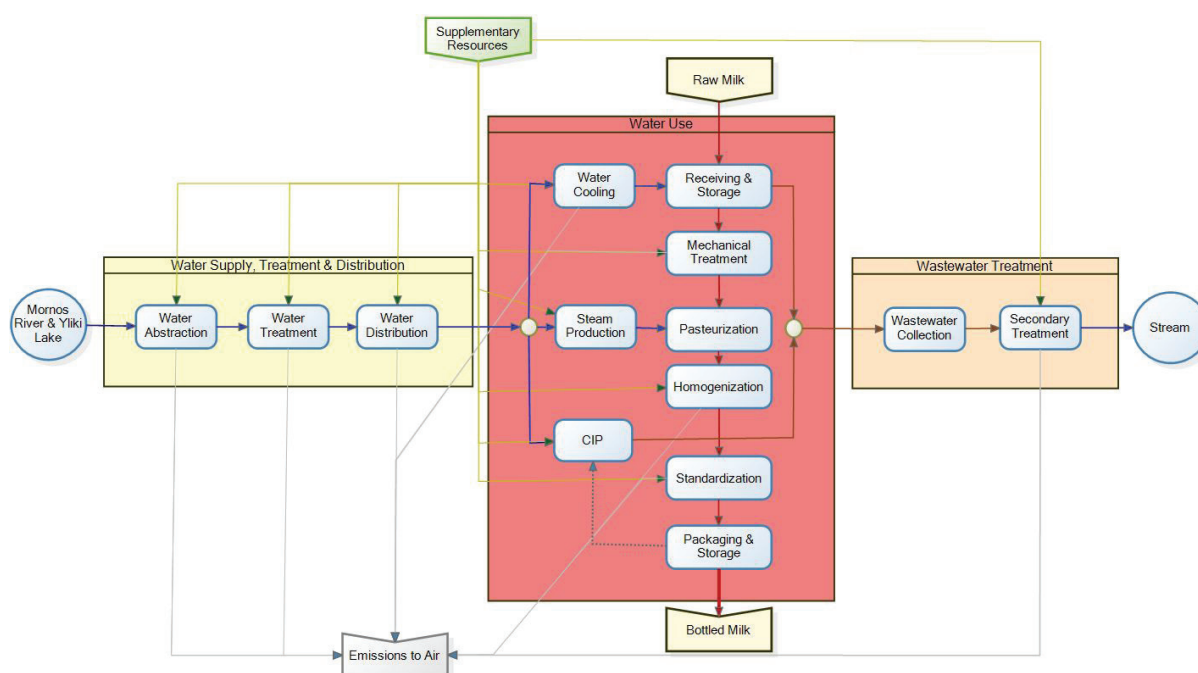 Supplementary
Resources
Raw Milk
Water Use
Water
Cooling
Receiving &
Storage
Mechanical
Treatment
Water Supply, Treatment & Distribution
Wastewater Treatment
Mornos
River & Yliki
Lake
Water
Abstraction
Water
Treatment
Water
Distribution
Steam
Production
Pasteurization
Wastewater
Collection
Secondary
Treatment
Stream
Homogenization
CIP
Standardization
Packaging &
Storage
Bottled Milk
Emissions to Air